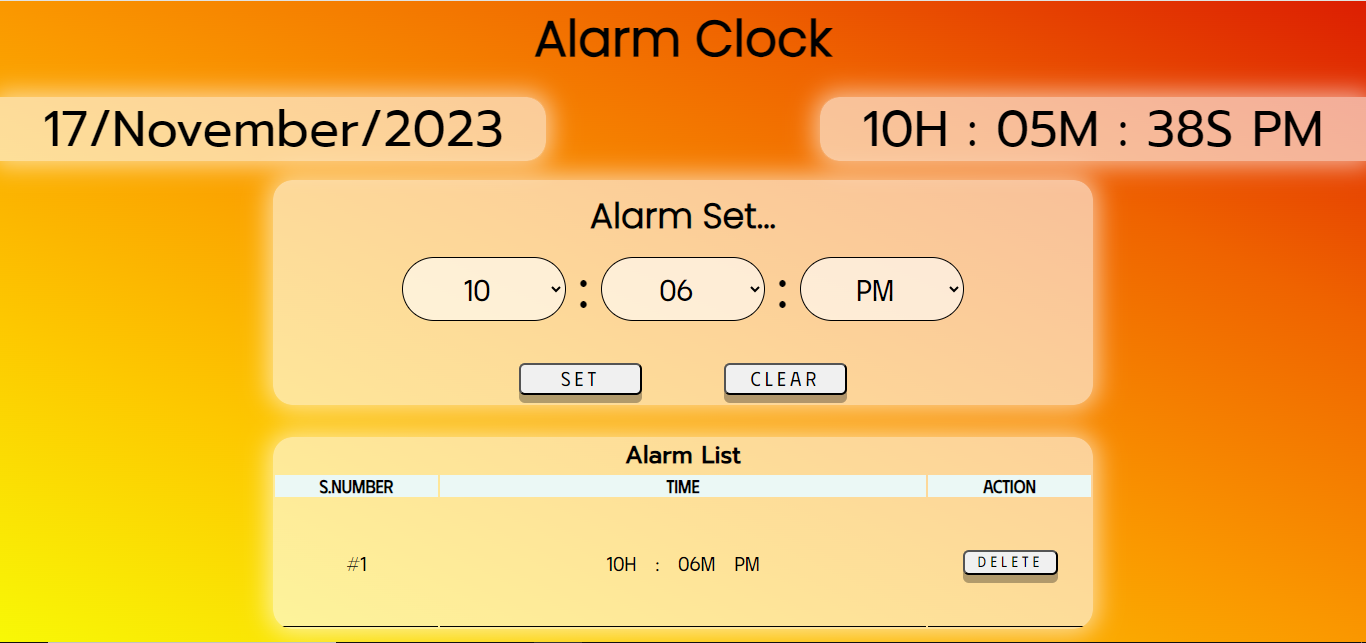 Alarm Clock
17/November/2023
10H : 05M : 38S PM
Alarm Set...
10 : 06 : PM
SET CLEAR
Alarm List
S.NUMBER TIME ACTION
#1 10H : 06M PM DELETE